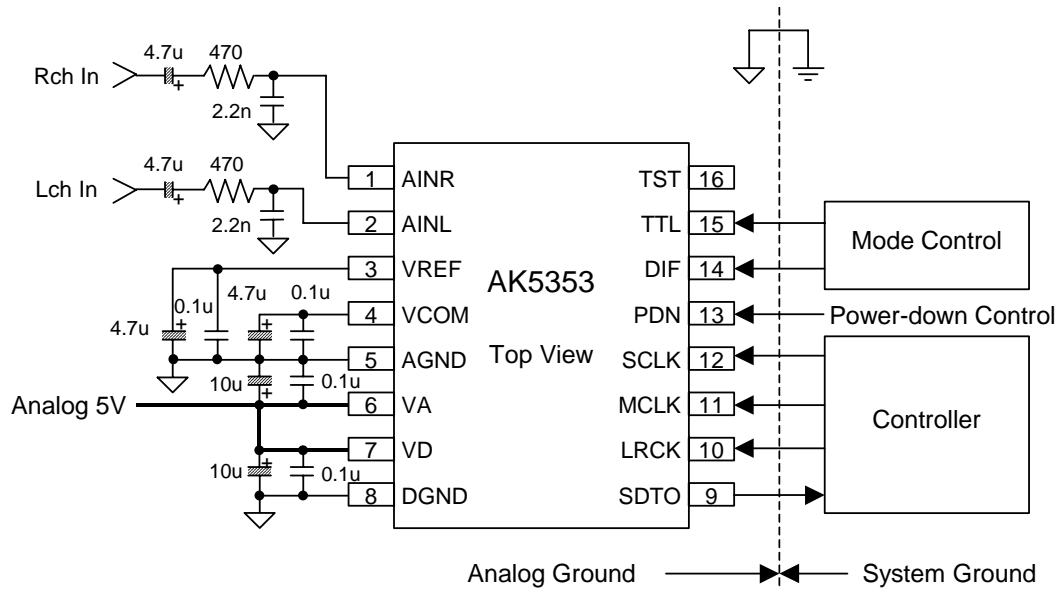 4.7u 470
Rch In
+
2.2n
4.7u 470
Lch In
+
2.2n
1 AINR
2 AINL
3 VREF
4 VCOM
5 AGND
6 VA
7 VD
8 DGND
AK5353
Top View
TST 16
TTL 15
DIF 14
PDN 13
SCLK 12
MCLK 11
LRCK 10
SDTO 9
0.1u 4.7u 0.1u
4.7u + +
10u + 0.1u
Analog 5V
10u + 0.1u
Mode Control
Power-down Control
Controller
Analog Ground System Ground